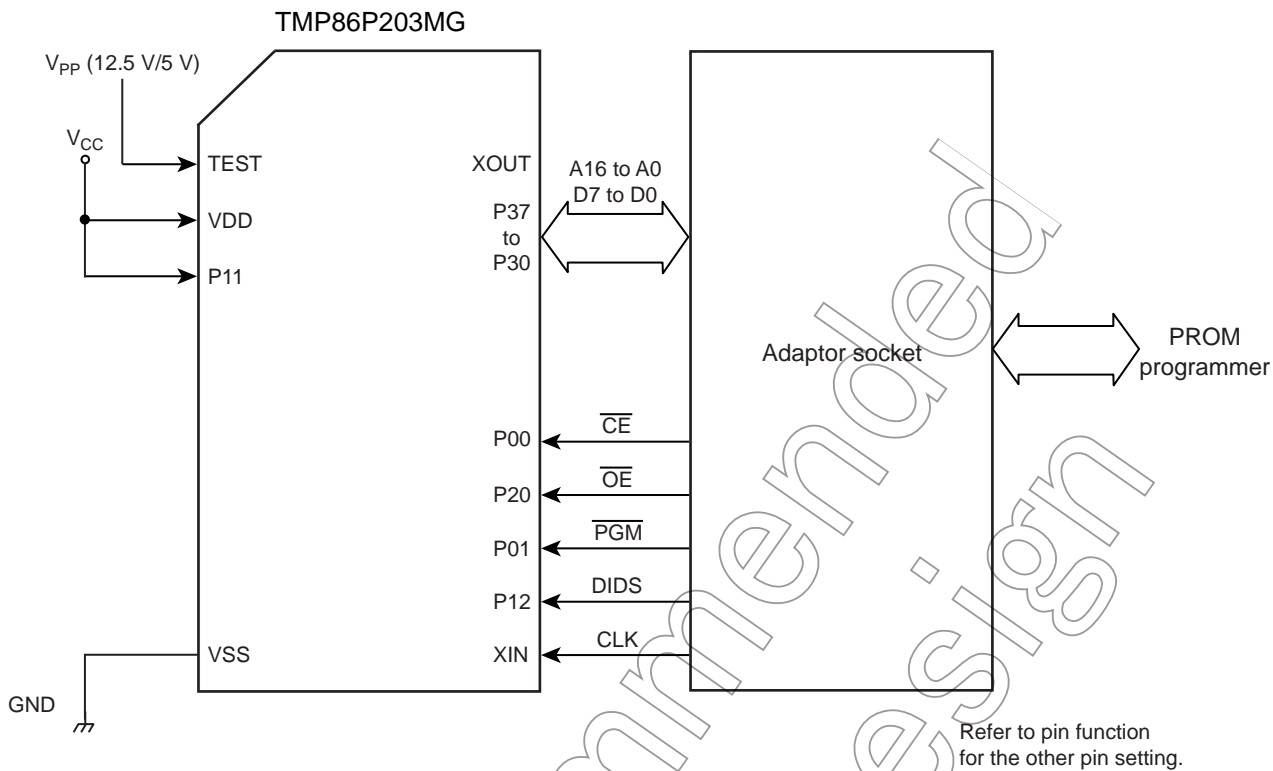 TMP86P203MG
VPP (12.5 V/5 V)
VCC
TEST
XOUT
A16 to A0
D7 to D0
VDD
P37
to
P30
P11
Adaptor socket
PROM
programmer
P00
CE
P20
OE
P01
PGM
P12
DIDS
VSS
XIN
CLK
GND
Refer to pin function
for the other pin setting.
mmended
esign